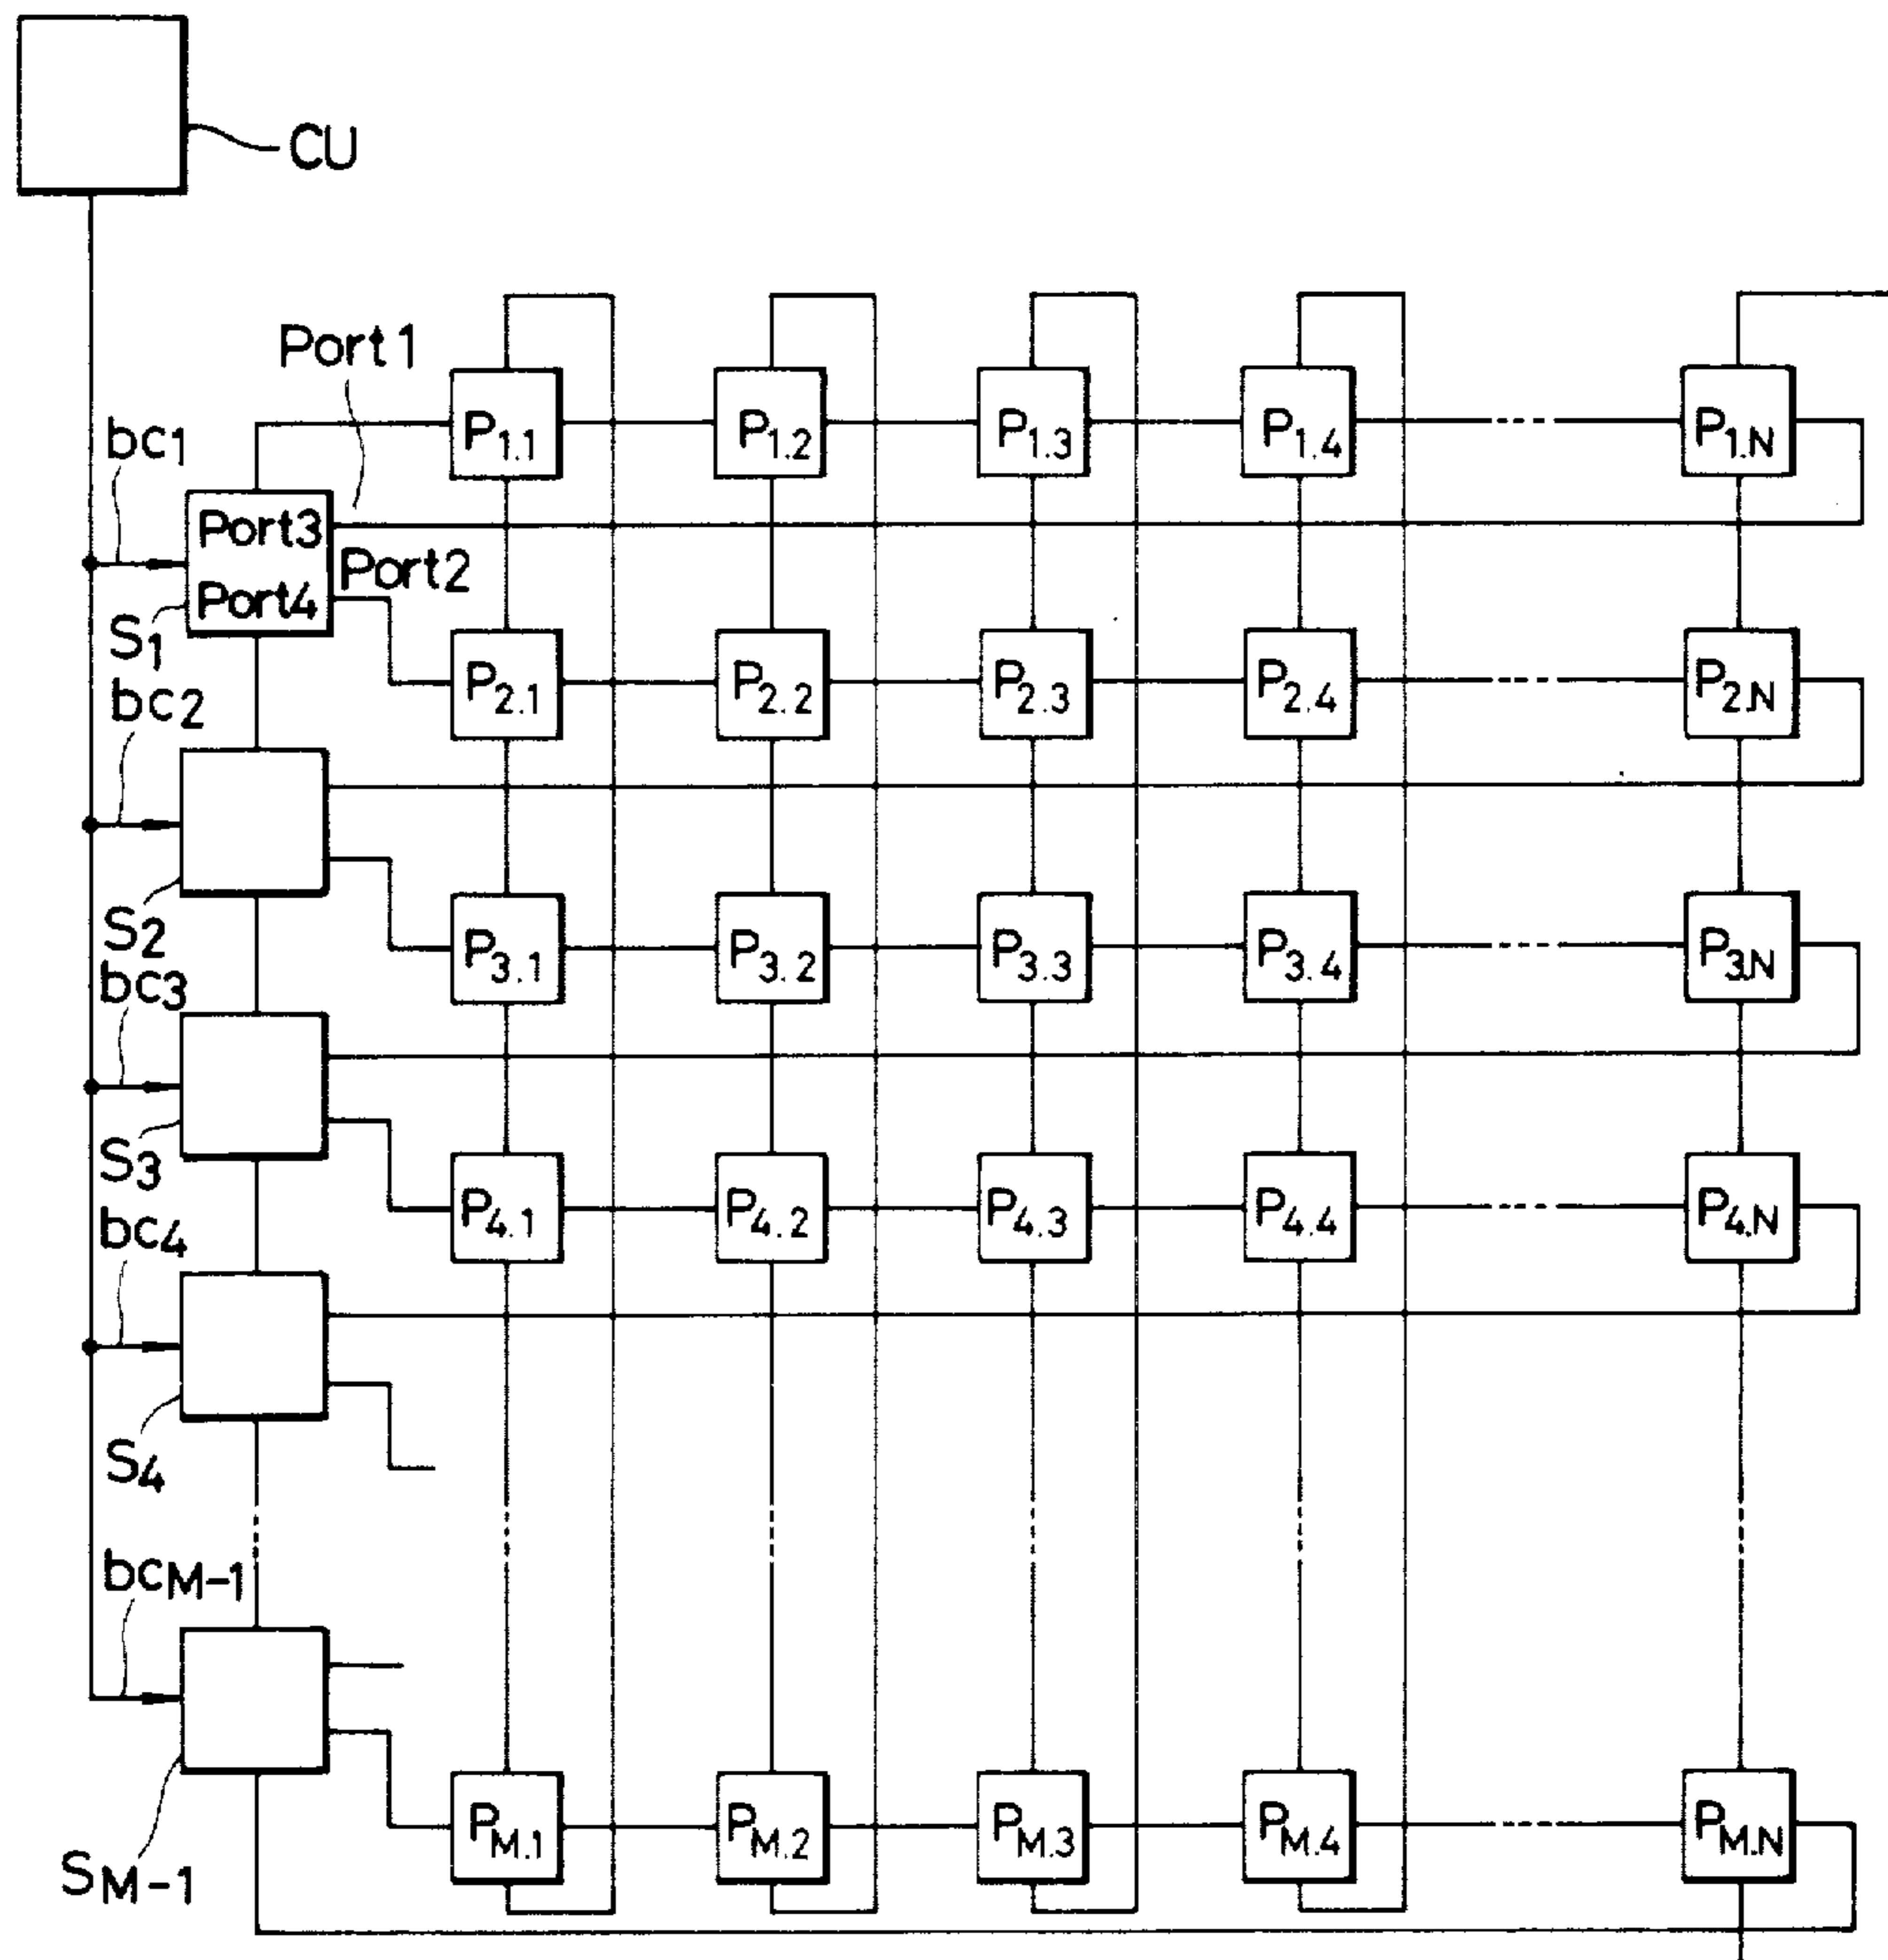 CU
Port1
P1.1 P1.2 P1.3 P1.4 P1.N
bc1
Port3
Port2
Port4
S1
P2.1 P2.2 P2.3 P2.4 P2.N
bc2
S2
P3.1 P3.2 P3.3 P3.4 P3.N
bc3
S3
P4.1 P4.2 P4.3 P4.4 P4.N
bc4
S4
bcM-1
PM.1 PM.2 PM.3 PM.4 PM.N
SM-1